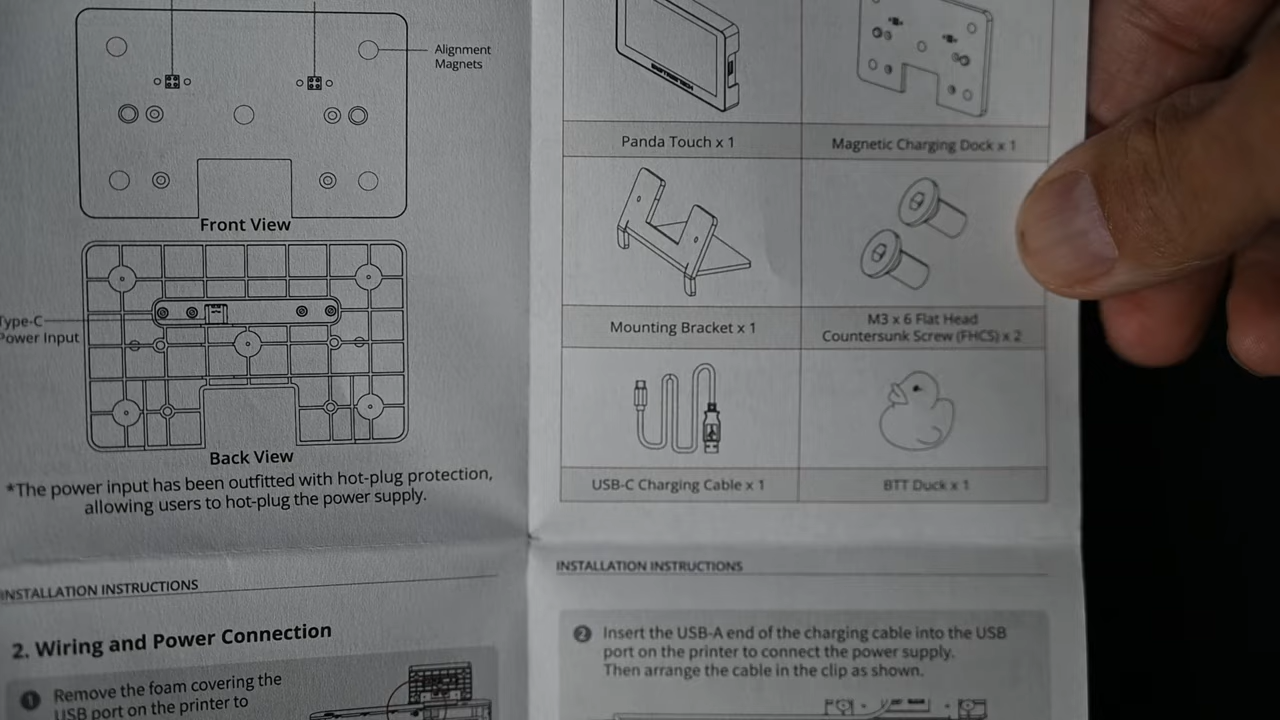 Alignment
Magnets
Front View
Type-C
Power Input
Back View
*The power input has been outfitted with hot-plug protection,
allowing users to hot-plug the power supply.
INSTALLATION INSTRUCTIONS
2. Wiring and Power Connection
1 Remove the foam covering the
USB port on the printer to
Panda Touch x 1
Magnetic Charging Dock x 1
Mounting Bracket x 1
M3 x 6 Flat Head
Countersunk Screw (FHCS) x 2
USB-C Charging Cable x 1
BTT Duck x 1
INSTALLATION INSTRUCTIONS
2 Insert the USB-A end of the charging cable into the USB
port on the printer to connect the power supply.
Then arrange the cable in the clip as shown.